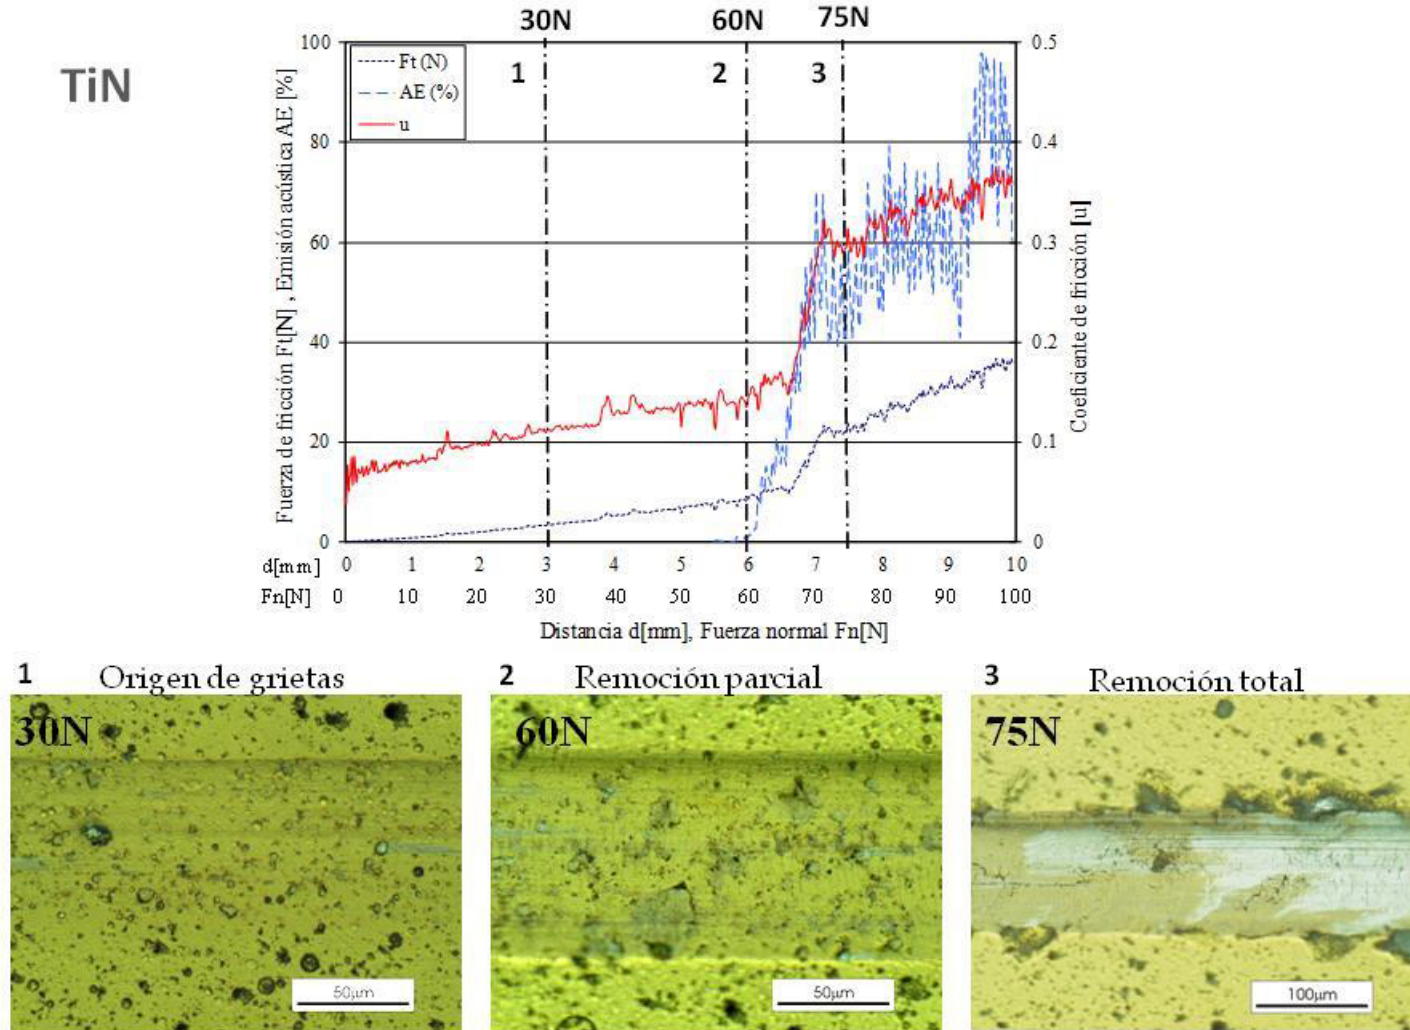 TiN
30N
60N
75N
1
2
3
Ft (N)
AE (%)
u
Fuerza de fricción Ft[N] , Emisión acústica AE [%]
100
80
60
40
20
0
0.5
0.4
0.3
0.2
0.1
0
Coeficiente de fricción [u]
d[mm] 0 1 2 3 4 5 6 7 8 9 10
Fn[N] 0 10 20 30 40 50 60 70 80 90 100
Distancia d[mm], Fuerza normal Fn[N]
1 Origen de grietas
30N
50µm
2 Remoción parcial
60N
50µm
3 Remoción total
75N
100µm